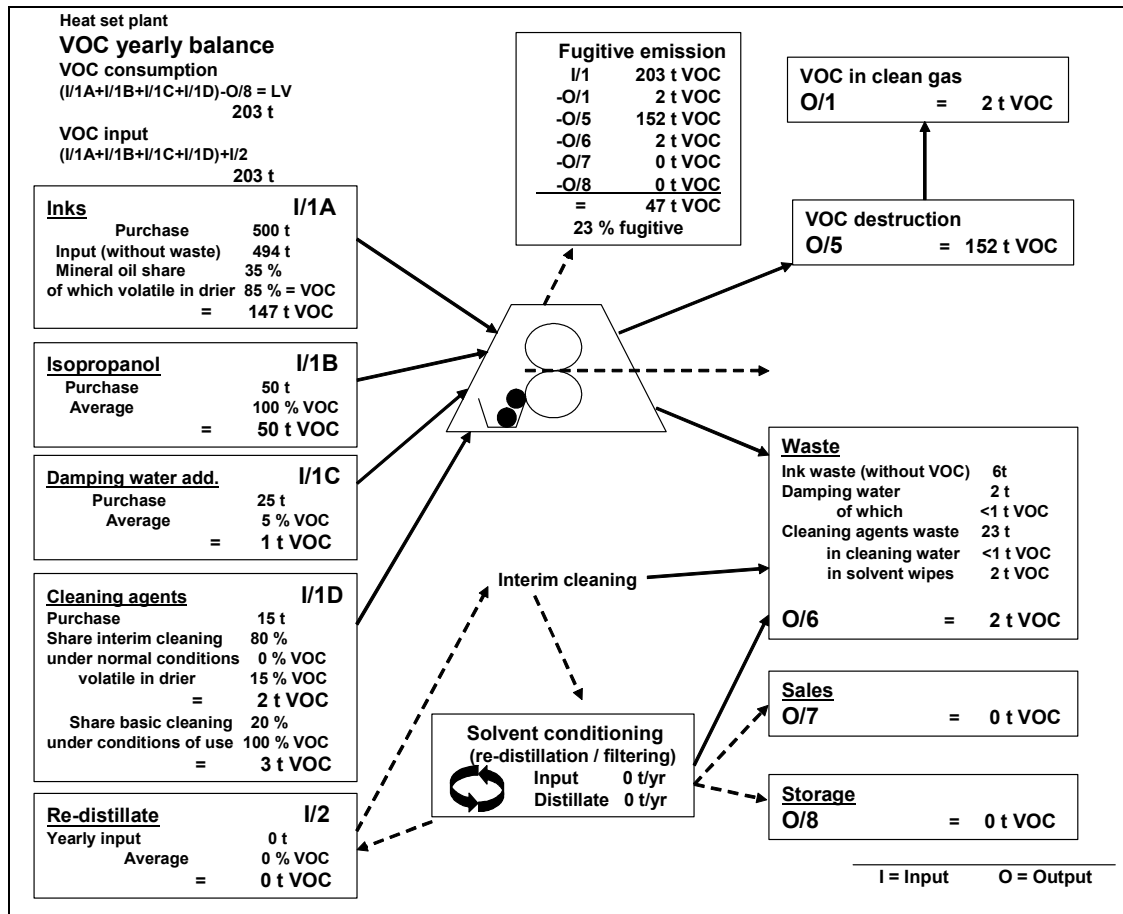 Heat set plant
VOC yearly balance
VOC consumption
(I/1A+I/1B+I/1C+I/1D)-O/8 = LV
203 t
VOC input
(I/1A+I/1B+I/1C+I/1D)+I/2
203 t
Inks I/1A
Purchase 500 t
Input (without waste) 494 t
Mineral oil share 35 %
of which volatile in drier 85 % = VOC
= 147 t VOC
Isopropanol I/1B
Purchase 50 t
Average 100 % VOC
= 50 t VOC
Damping water add. I/1C
Purchase 25 t
Average 5 % VOC
= 1 t VOC
Cleaning agents I/1D
Purchase 15 t
Share interim cleaning 80 %
under normal conditions 0 % VOC
volatile in drier 15 % VOC
= 2 t VOC
Share basic cleaning 20 %
under conditions of use 100 % VOC
= 3 t VOC
Re-distillate I/2
Yearly input 0 t
Average 0 % VOC
= 0 t VOC
Fugitive emission
I/1 203 t VOC
-O/1 2 t VOC
-O/5 152 t VOC
-O/6 2 t VOC
-O/7 0 t VOC
-O/8 0 t VOC
= 47 t VOC
23 % fugitive
Interim cleaning
Solvent conditioning
(re-distillation / filtering)
Input 0 t/yr
Distillate 0 t/yr
VOC in clean gas
O/1 = 2 t VOC
VOC destruction
O/5 = 152 t VOC
Waste
Ink waste (without VOC) 6t
Damping water 2 t
of which <1 t VOC
Cleaning agents waste 23 t
in cleaning water <1 t VOC
in solvent wipes 2 t VOC
O/6 = 2 t VOC
Sales
O/7 = 0 t VOC
Storage
O/8 = 0 t VOC
I = Input O = Output